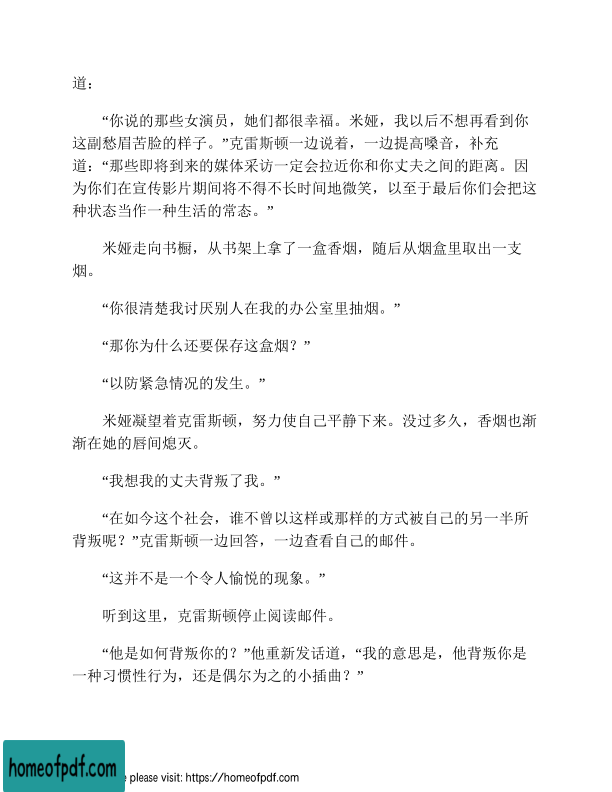 道：
“你说的那些女演员，她们都很幸福。米娅，我以后不想再看到你
这副愁眉苦脸的样子。”克雷斯顿一边说着，一边提高嗓音，补充
道：“那些即将到来的媒体采访一定会拉近你和你丈夫之间的距离。因
为你们在宣传影片期间将不得不长时间地微笑，以至于最后你们会把这
种状态当作一种生活的常态。”
米娅走向书橱，从书架上拿了一盒香烟，随后从烟盒里取出一支
烟。
“你很清楚我讨厌别人在我的办公室里抽烟。”
“那你为什么还要保存这盒烟？”
“以防紧急情况的发生。”
米娅凝望着克雷斯顿，努力使自己平静下来。没过多久，香烟也渐
渐在她的唇间熄灭。
“我想我的丈夫背叛了我。”
“在如今这个社会，谁不曾以这样或那样的方式被自己的另一半所
背叛呢？”克雷斯顿一边回答，一边查看自己的邮件。
“这并不是一个令人愉悦的现象。”
听到这里，克雷斯顿停止阅读邮件。
“他是如何背叛你的？”他重新发话道，“我的意思是，他背叛你是
一种习惯性行为，还是偶尔为之的小插曲？”
homeofpdf.com
e please visit: https://homeofpdf.com